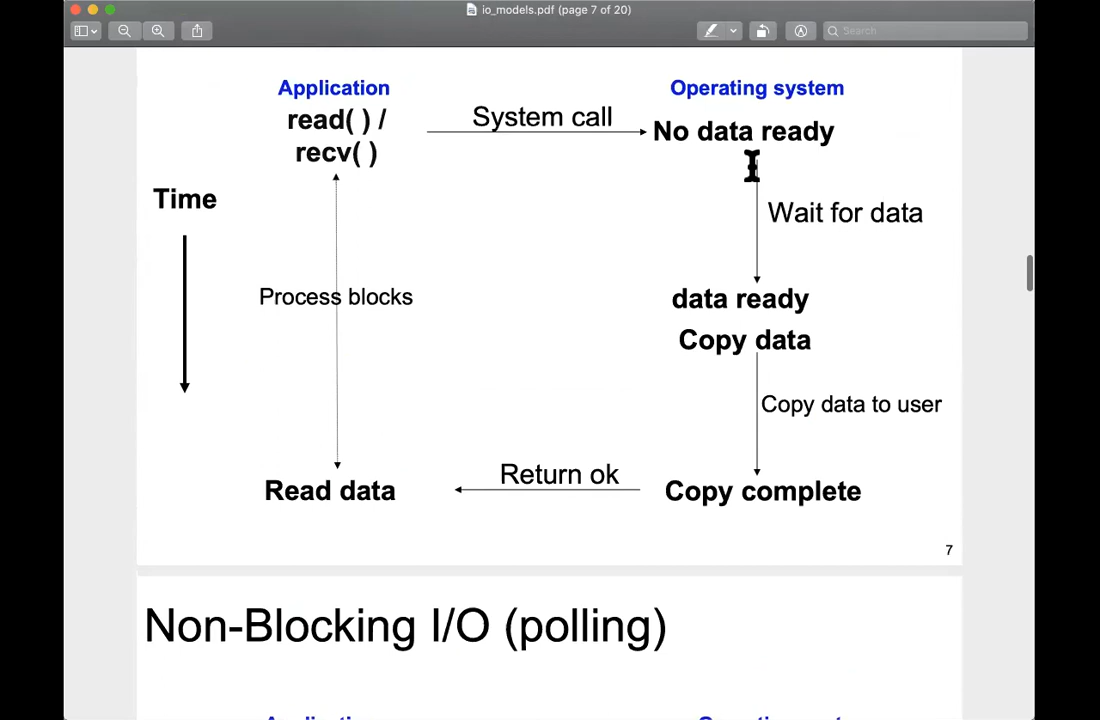 io_models.pdf (page 7 of 20)
Search
Application
Operating system
read( ) /
recv( )
System call
No data ready
Time
Wait for data
Process blocks
data ready
Copy data
Copy data to user
Read data
Return ok
Copy complete
7
Non-Blocking I/O (polling)